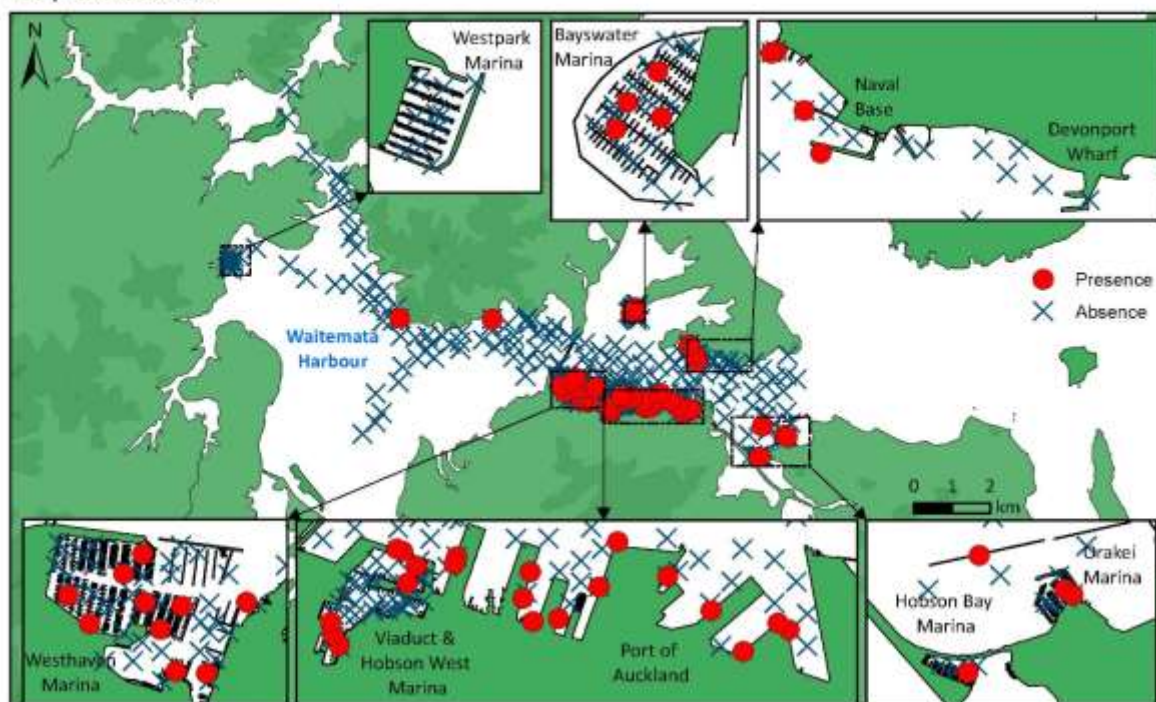 N
Westpark
Marina
Bayswater
Marina
Naval
Base
Devonport
Wharf
Presence
Absence
Waitemata
Harbour
0 1 2
km
Westhaven
Marina
Viaduct &
Hobson West
Marina
Port of
Auckland
Hobson Bay
Marina
Orakei
Marina